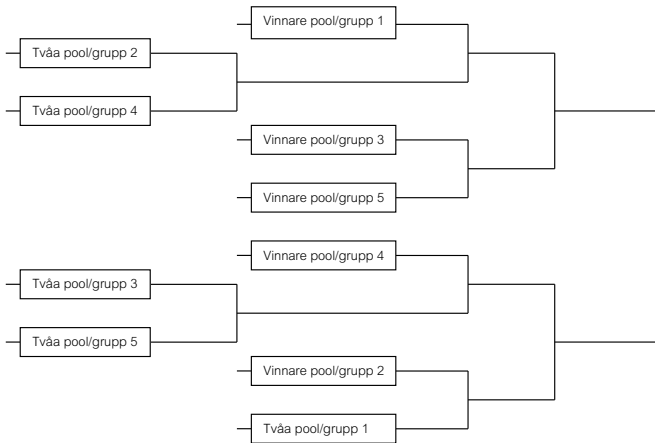 Vinnare pool/grupp 1
Tvåa pool/grupp 2
Tvåa pool/grupp 4
Vinnare pool/grupp 3
Vinnare pool/grupp 5
Vinnare pool/grupp 4
Tvåa pool/grupp 3
Tvåa pool/grupp 5
Vinnare pool/grupp 2
Tvåa pool/grupp 1